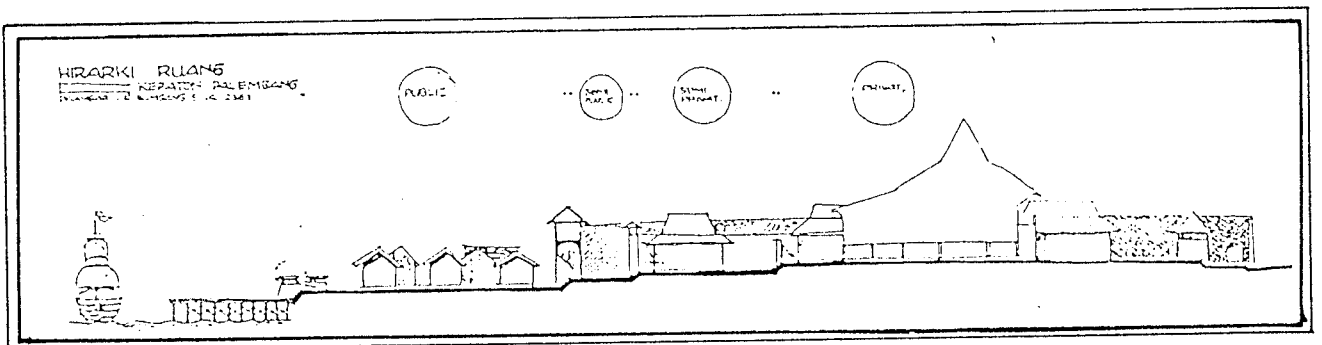 HIRARKI RUANG
KERATON PALEMBANG
PUBLIC
SEMI
PUBLIC
SEMI
PRIVAT
PRIVAT